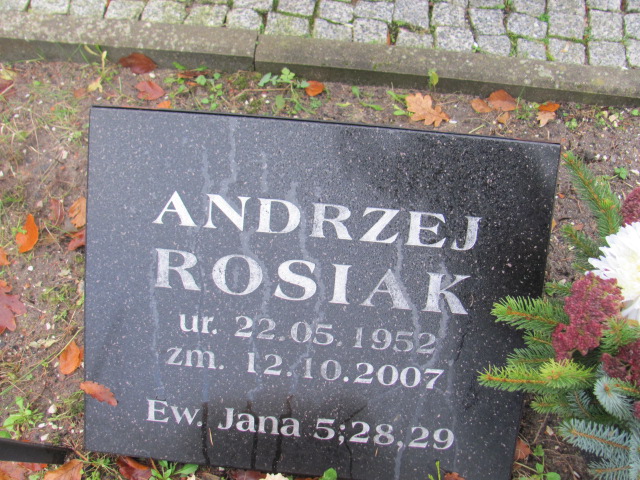 ANDRZEJ
ROSIAK
ur. 22.05.1952
zm. 12.10.2007
Ew. Jana 5;28,29